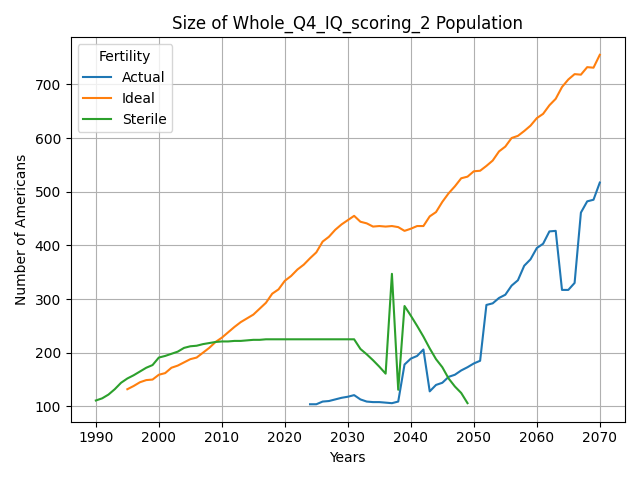 Size of Whole_Q4_IQ_scoring_2 Population
Fertility
Actual
Ideal
Sterile
Number of Americans
700
600
500
400
300
200
100
1990 2000 2010 2020 2030 2040 2050 2060 2070
Years